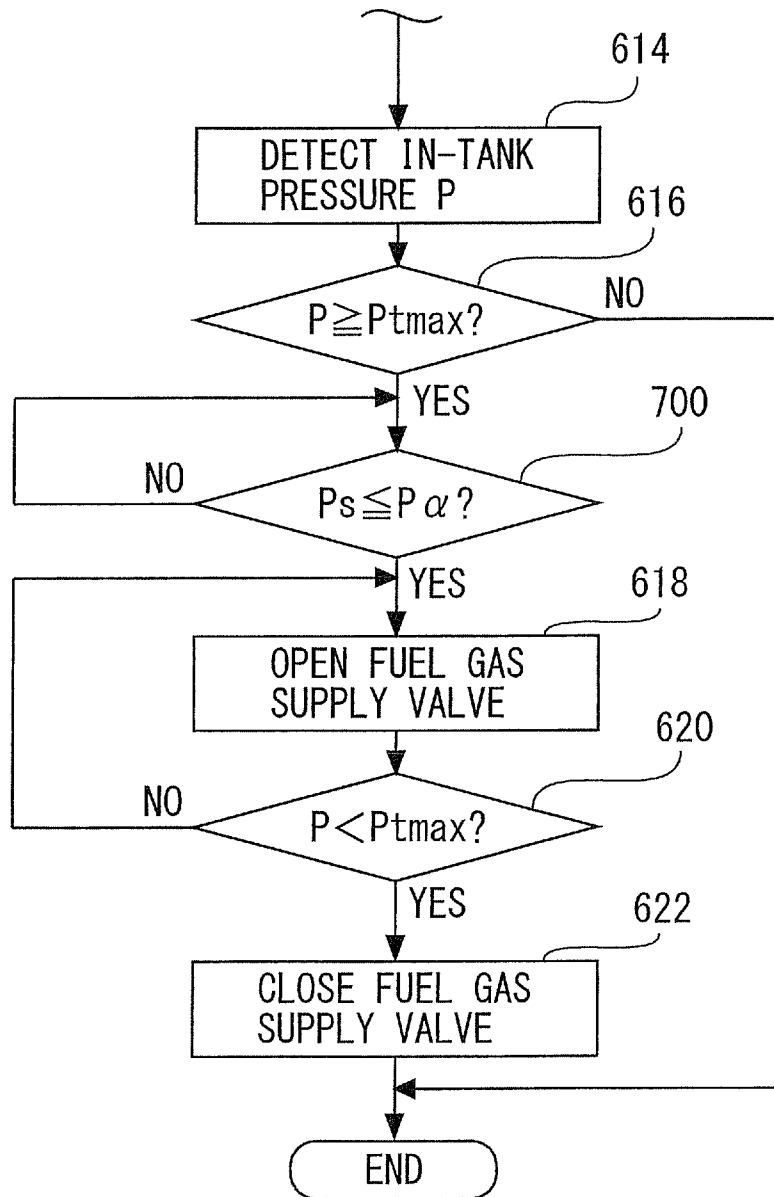 614
DETECT IN-TANK
PRESSURE P
616
P≧Ptmax?
NO
YES
700
NO
Ps≦Pα?
YES
618
OPEN FUEL GAS
SUPPLY VALVE
620
NO
P<Ptmax?
YES
622
CLOSE FUEL GAS
SUPPLY VALVE
END